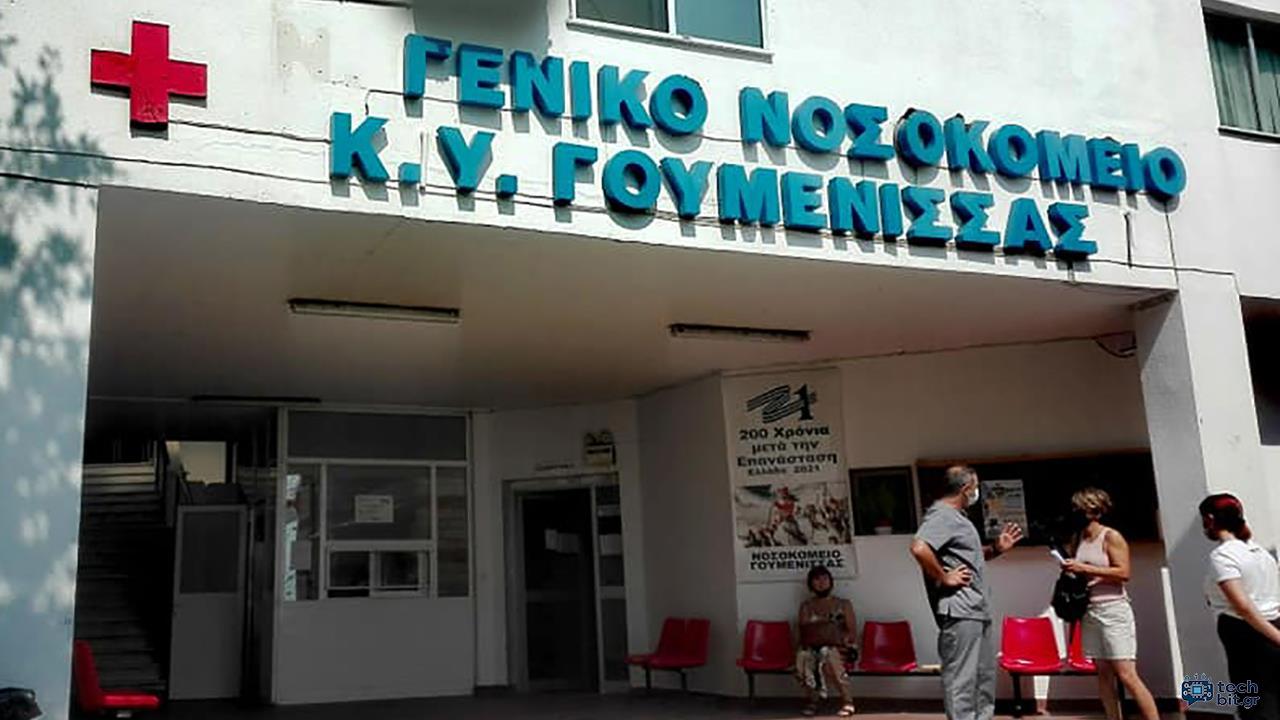 ΓΕΝΙΚΟ ΝΟΣΟΚΟΜΕΙΟ
Κ.Υ. ΓΟΥΜΕΝΙΣΣΑΣ
21
200 Χρόνια
μετά την
Επανάσταση
Ελλάδα 2021
ΝΟΣΟΚΟΜΕΙΟ
ΓΟΥΜΕΝΙΣΣΑΣ
tech
bit.gr